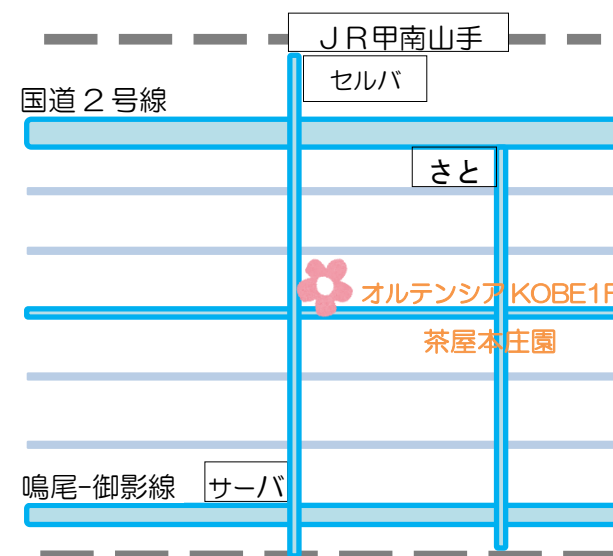 ＪＲ甲南山手
セルバ
国道２号線
さと
オルテンシア KOBE1F
茶屋本庄園
鳴尾-御影線
サーバ